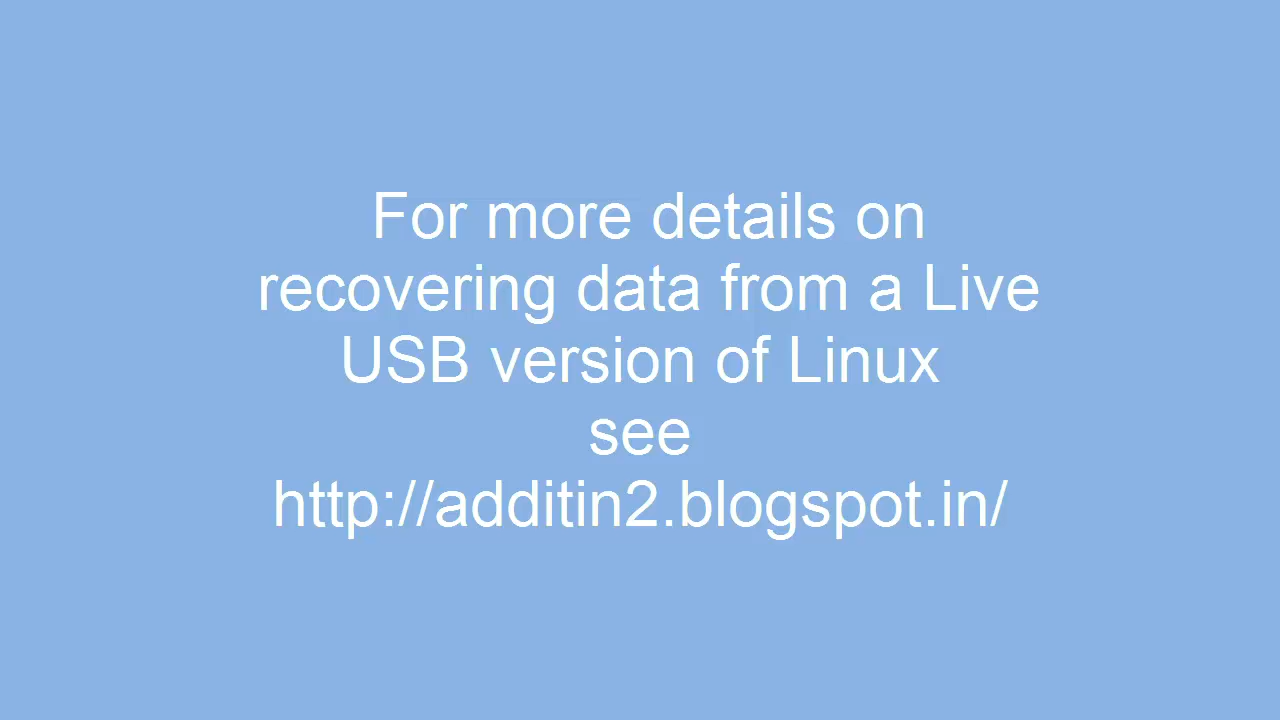 For more details on
recovering data from a Live
USB version of Linux
see
http://additin2.blogspot.in/